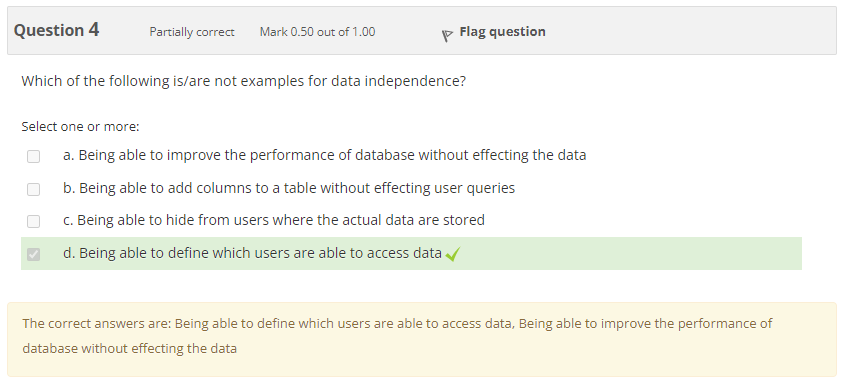 Question 4 Partially correct Mark 0.50 out of 1.00 Flag question
Which of the following is/are not examples for data independence?
Select one or more:
a. Being able to improve the performance of database without effecting the data
b. Being able to add columns to a table without effecting user queries
c. Being able to hide from users where the actual data are stored
d. Being able to define which users are able to access data
The correct answers are: Being able to define which users are able to access data, Being able to improve the performance of
database without effecting the data